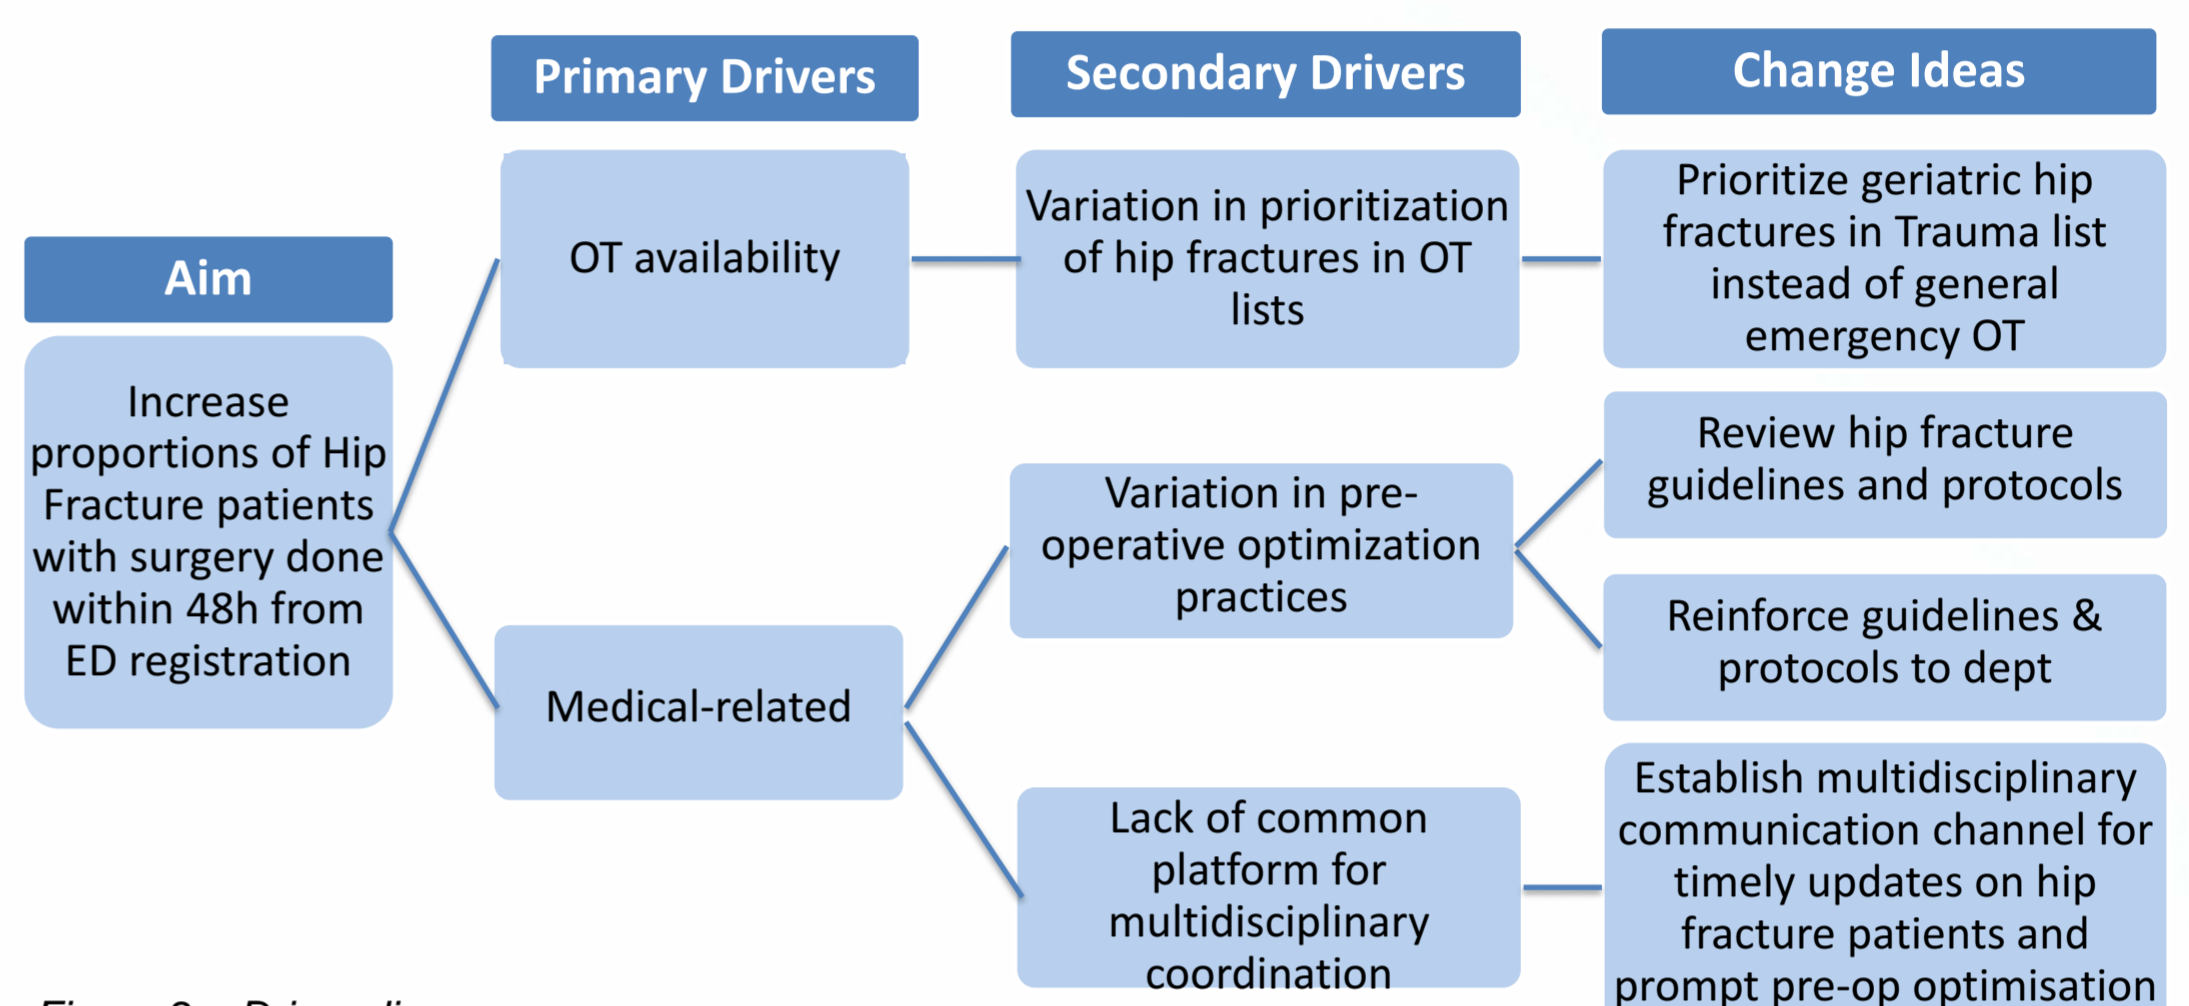 Primary Drivers
Secondary Drivers
Change Ideas
Aim
Increase
proportions of Hip
Fracture patients
with surgery done
within 48h from
ED registration
OT availability
Medical-related
Variation in prioritization
of hip fractures in OT
lists
Variation in pre-
operative optimization
practices
Lack of common
platform for
multidisciplinary
coordination
Prioritize geriatric hip
fractures in Trauma list
instead of general
emergency OT
Review hip fracture
guidelines and protocols
Reinforce guidelines &
protocols to dept
Establish multidisciplinary
communication channel for
timely updates on hip
fracture patients and
prompt pre-op optimisation